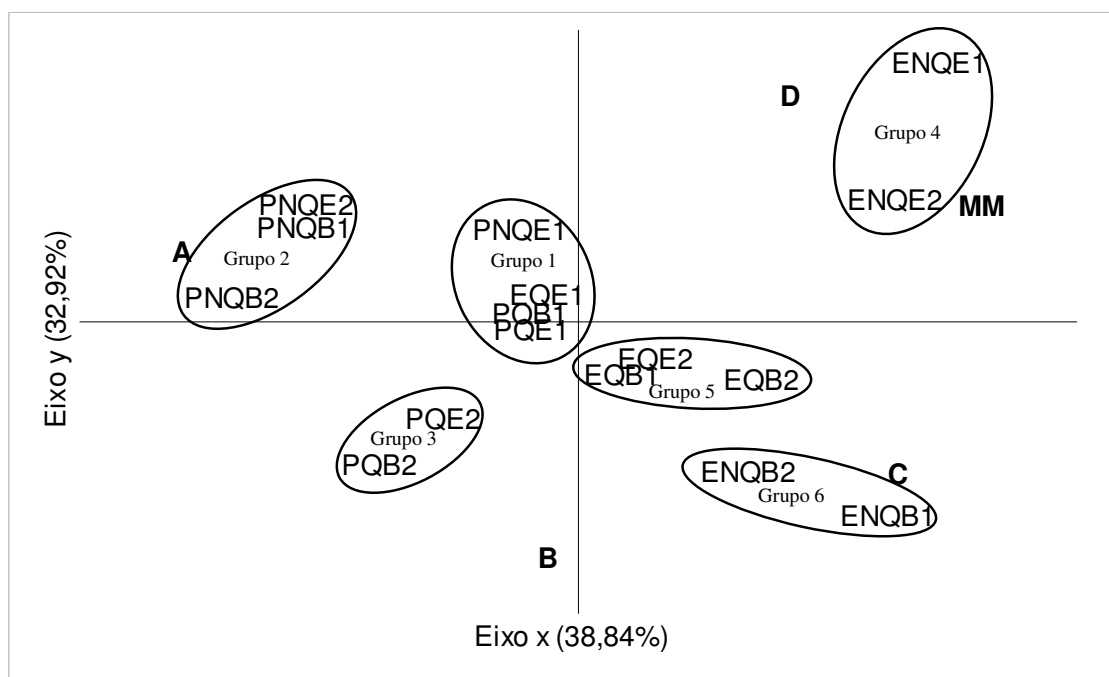 ENQE1
D
Grupo 4
ENQE2 MM
PNQE2
PNQB1
A
Grupo 2
PNQB2
PNQE1
Grupo 1
EQE1
PQB1
PQE1
EQE2
EQB1 EQB2
Grupo 5
PQE2
Grupo 3
PQB2
ENQB2 C
Grupo 6
ENQB1
B
Eixo y (32,92%)
Eixo x (38,84%)